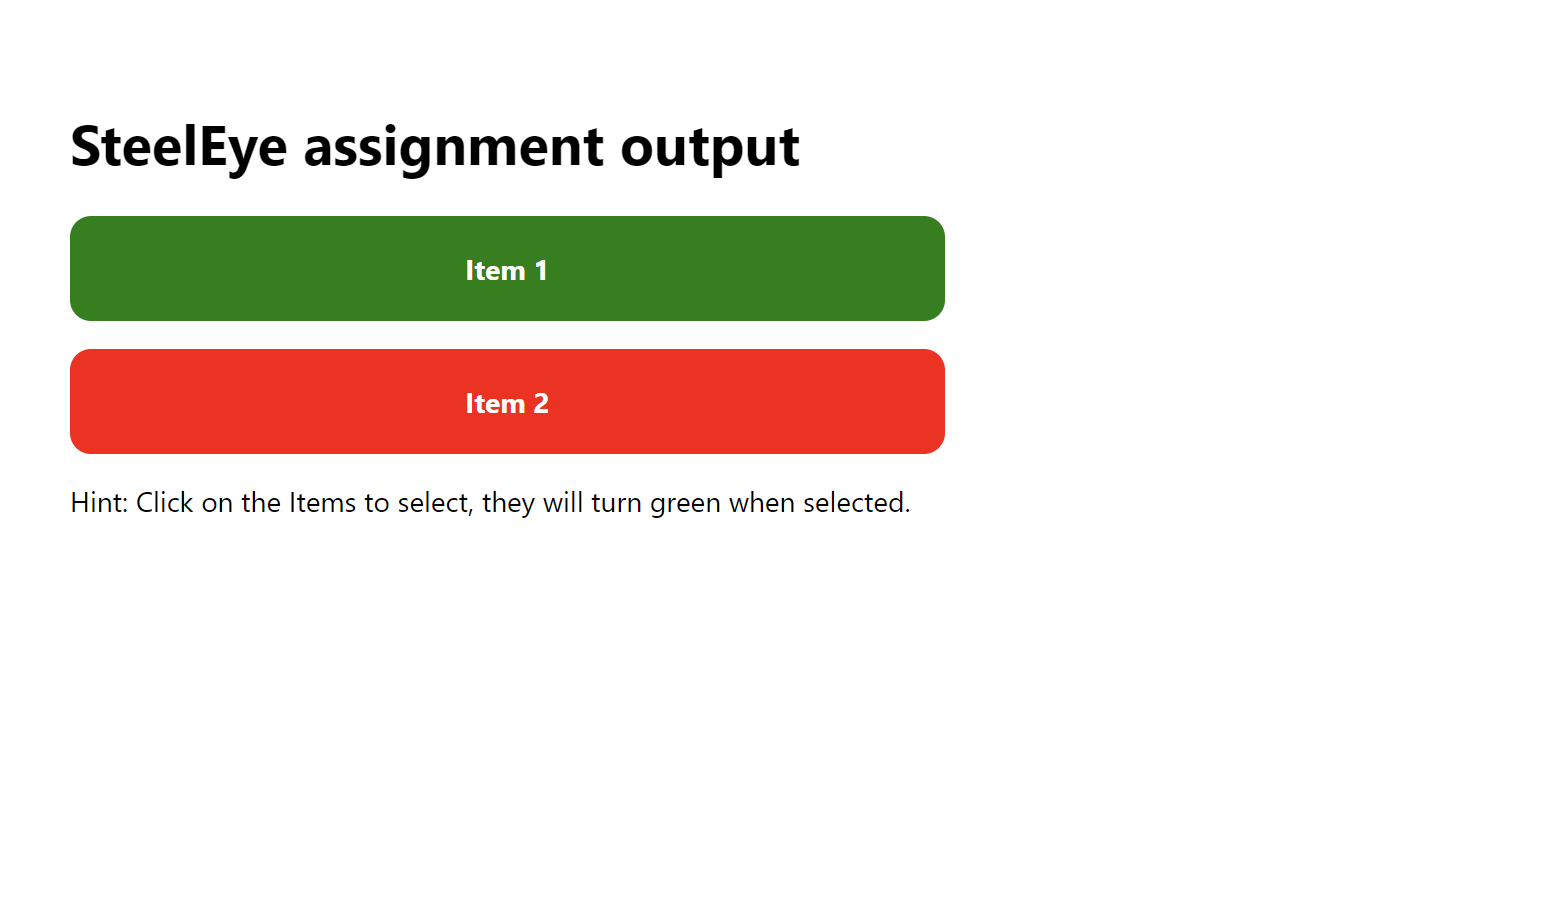 SteelEye assignment output
Item 1
Item 2
Hint: Click on the Items to select, they will turn green when selected.